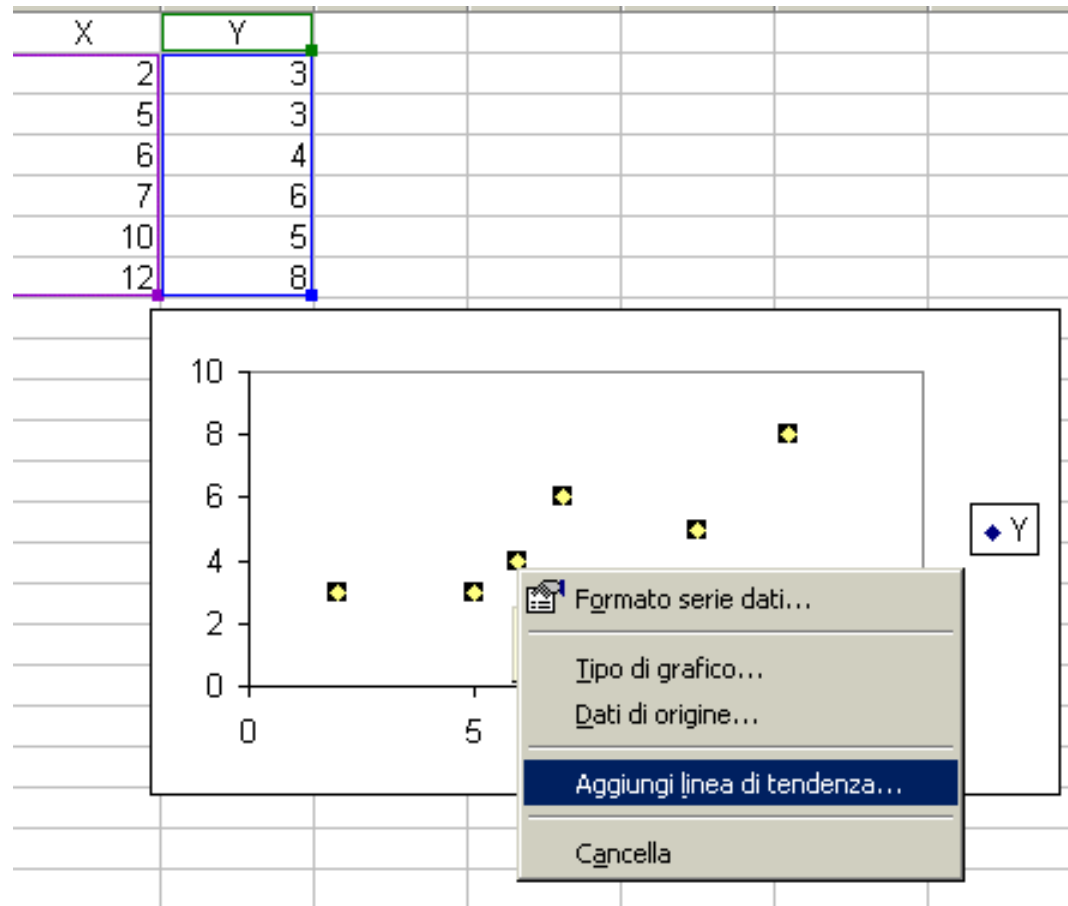 X Y
2 3
5 3
6 4
7 6
10 5
12 8
10
8
6
4
2
0
0 5
Y
Formato serie dati...
Tipo di grafico...
Dati di origine...
Aggiungi linea di tendenza...
Cancella